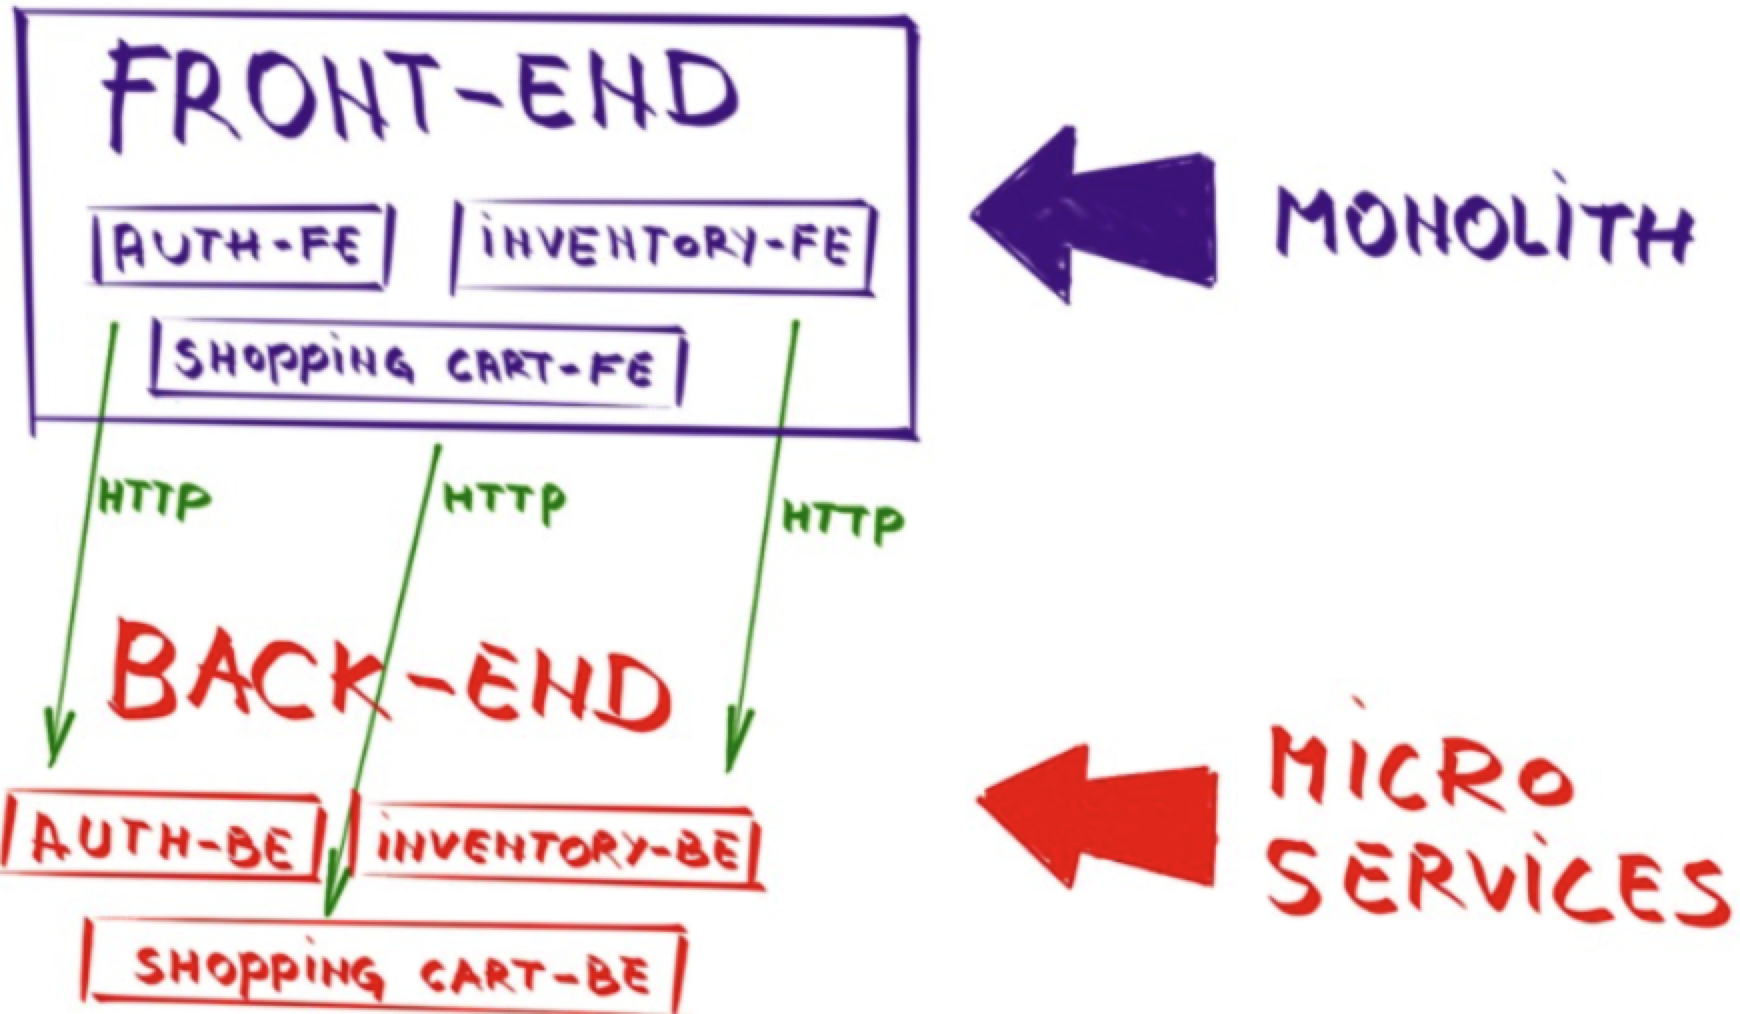 FRONT-END
MONOLiTH
AUTH-FE
iNVENTORY-FE
SHOPPiNG CART-FE
HTTP
HTTP
HTTP
BACK-END
MiCRO
SERViCES
AUTH-BE
iNVENTORY-BE
SHOPPiNG CART-BE